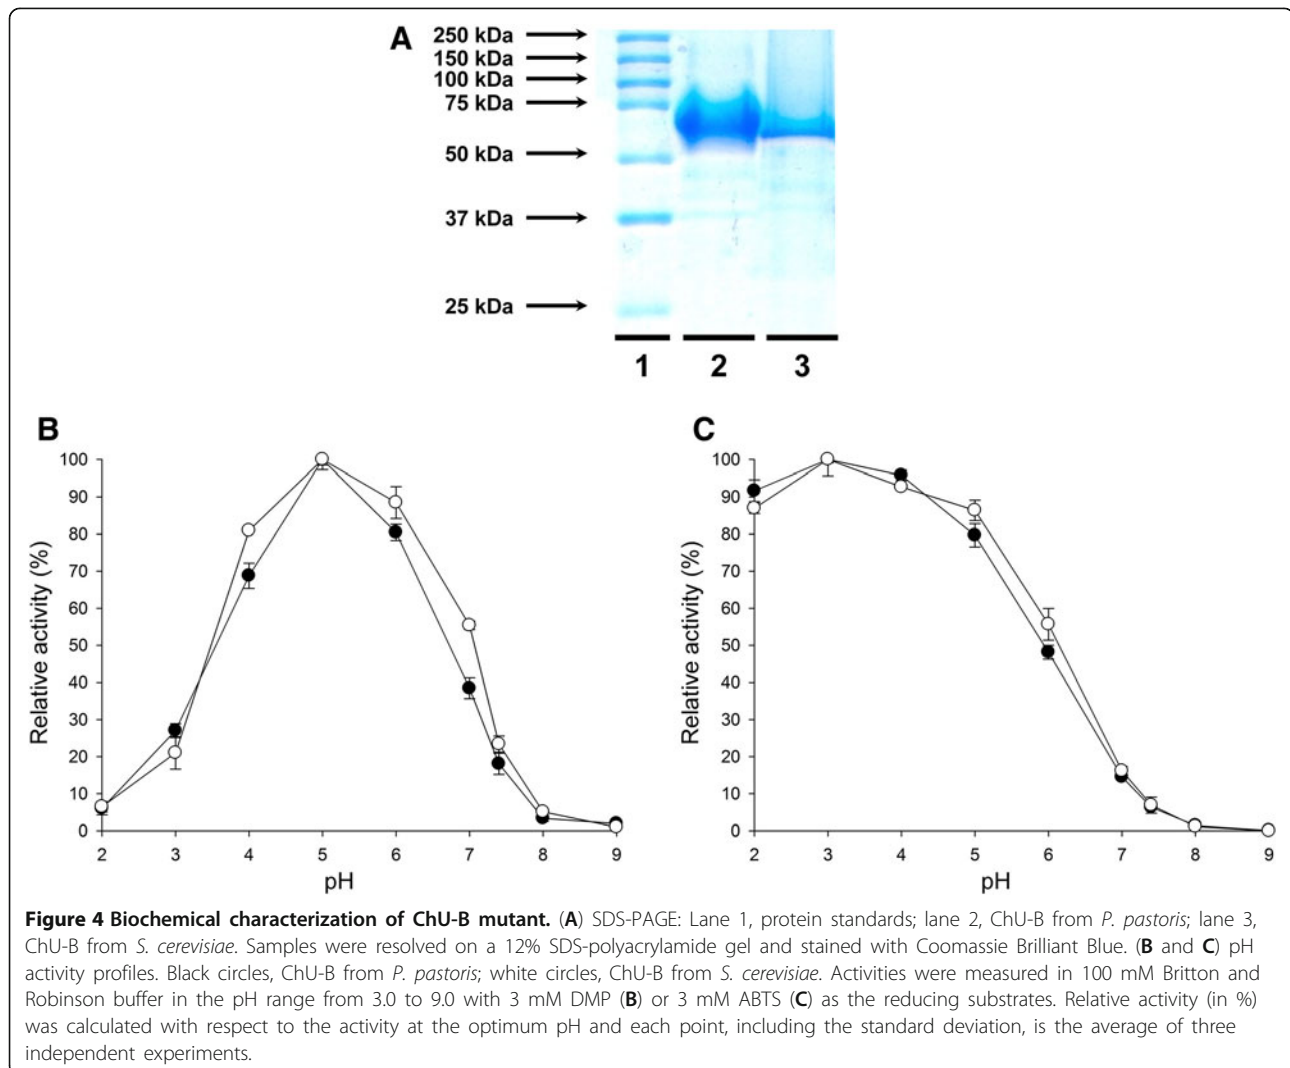 A
250 kDa
150 kDa
100 kDa
75 kDa
50 kDa
37 kDa
25 kDa
1 2 3
B
Relative activity (%)
100
90
80
70
60
50
40
30
20
10
0
2 3 4 5 6 7 8 9
pH
C
Relative activity (%)
100
90
80
70
60
50
40
30
20
10
0
2 3 4 5 6 7 8 9
pH
Figure 4 Biochemical characterization of ChU-B mutant. (A) SDS-PAGE: Lane 1, protein standards; lane 2, ChU-B from P. pastoris; lane 3,
ChU-B from S. cerevisiae. Samples were resolved on a 12% SDS-polyacrylamide gel and stained with Coomassie Brilliant Blue. (B and C) pH
activity profiles. Black circles, ChU-B from P. pastoris; white circles, ChU-B from S. cerevisiae. Activities were measured in 100 mM Britton and
Robinson buffer in the pH range from 3.0 to 9.0 with 3 mM DMP (B) or 3 mM ABTS (C) as the reducing substrates. Relative activity (in %)
was calculated with respect to the activity at the optimum pH and each point, including the standard deviation, is the average of three
independent experiments.